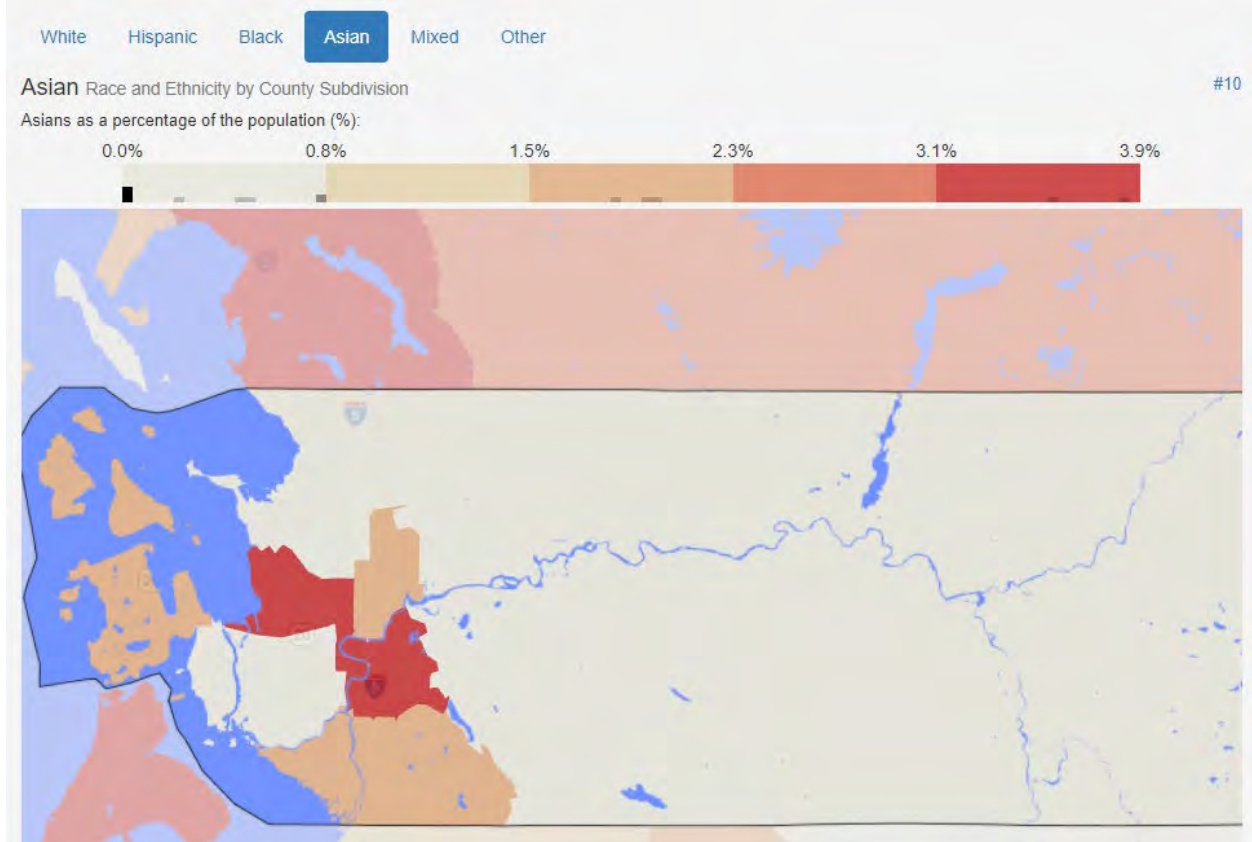 White Hispanic Black Asian Mixed Other
Asian Race and Ethnicity by County Subdivision
#10
Asians as a percentage of the population (%):
0.0% 0.8% 1.5% 2.3% 3.1% 3.9%
5